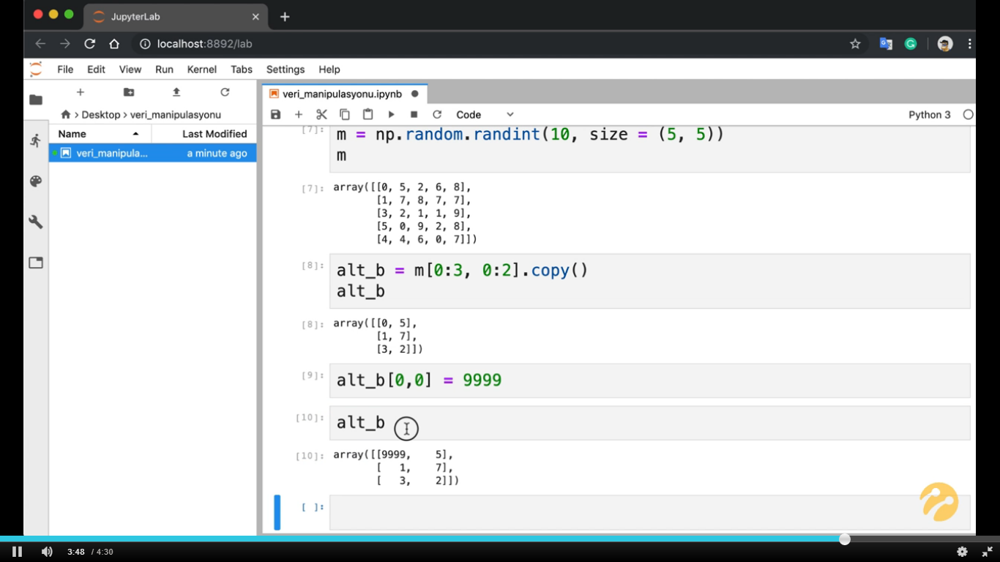 JupyterLab
localhost:8892/lab
File Edit View Run Kernel Tabs Settings Help
veri_manipulasyonu.ipynb
Desktop > veri_manipulasyonu
Code
Python 3
Name Last Modified
veri_manipula... a minute ago
[7]: m = np.random.randint(10, size = (5, 5))
m
[7]: array([[0, 5, 2, 6, 8],
[1, 7, 8, 7, 7],
[3, 2, 1, 1, 9],
[5, 0, 9, 2, 8],
[4, 4, 6, 0, 7]])
[8]: alt_b = m[0:3, 0:2].copy()
alt_b
[8]: array([[0, 5],
[1, 7],
[3, 2]])
[9]: alt_b[0,0] = 9999
[10]: alt_b
[10]: array([[9999, 5],
[ 1, 7],
[ 3, 2]])
[ ]:
3:48 / 4:30